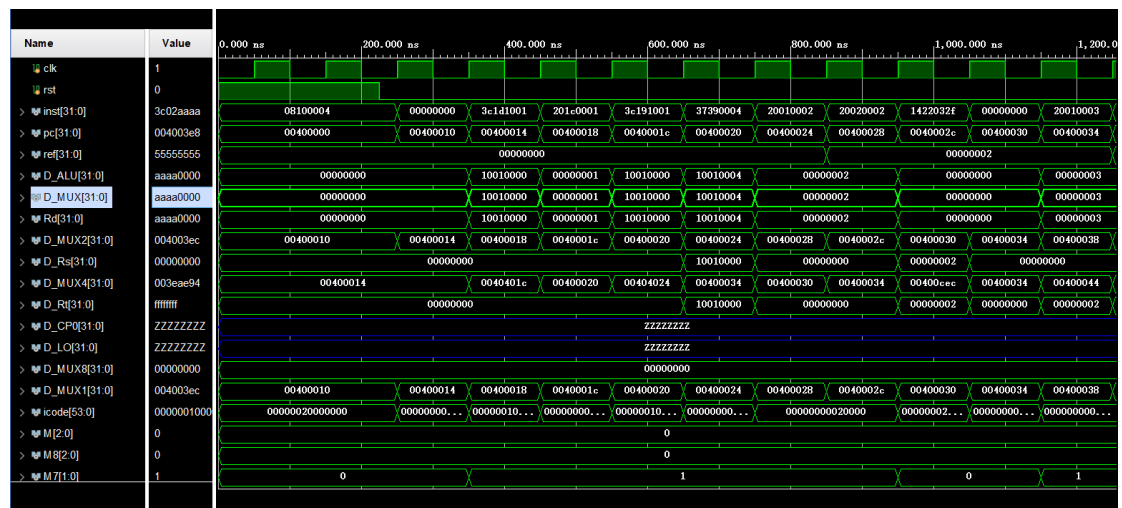 Name Value 0.000 ns 200.000 ns 400.000 ns 600.000 ns 800.000 ns 1,000.000 ns 1,200.0
clk 1
rst 0
inst[31:0] 3c02aaaa 08100004 00000000 3c1d1001 201c0001 3c191001 37390004 20010002 20020002 1422032f 00000000 20010003
pc[31:0] 004003e8 00400000 00400010 00400014 00400018 0040001c 00400020 00400024 00400028 0040002c 00400030 00400034
ref[31:0] 55555555 00000000 00000002
D_ALU[31:0] aaaa0000 00000000 10010000 00000001 10010000 10010004 00000002 00000000 00000003
D_MUX[31:0] aaaa0000 00000000 10010000 00000001 10010000 10010004 00000002 00000000 00000003
Rd[31:0] aaaa0000 00000000 10010000 00000001 10010000 10010004 00000002 00000000 00000003
D_MUX2[31:0] 004003ec 00400010 00400014 00400018 0040001c 00400020 00400024 00400028 0040002c 00400030 00400034 00400038
D_Rs[31:0] 00000000 00000000 10010000 00000000 00000002 00000000
D_MUX4[31:0] 003eae94 00400014 0040401c 00400020 00404024 00400034 00400030 00400034 00400cec 00400034 00400044
D_Rt[31:0] ffffffff 00000000 10010000 00000000 00000002 00000000 00000002
D_CP0[31:0] ZZZZZZZZ ZZZZZZZZ
D_LO[31:0] ZZZZZZZZ ZZZZZZZZ
D_MUX8[31:0] 00000000 00000000
D_MUX1[31:0] 004003ec 00400010 00400014 00400018 0040001c 00400020 00400024 00400028 0040002c 00400030 00400034 00400038
icode[53:0] 0000001000 00000020000000 00000000... 00000010... 00000000... 00000010... 00000000... 00000000020000 00000002... 00000000... 000000000...
M[2:0] 0 0
M8[2:0] 0 0
M7[1:0] 1 0 1 0 1